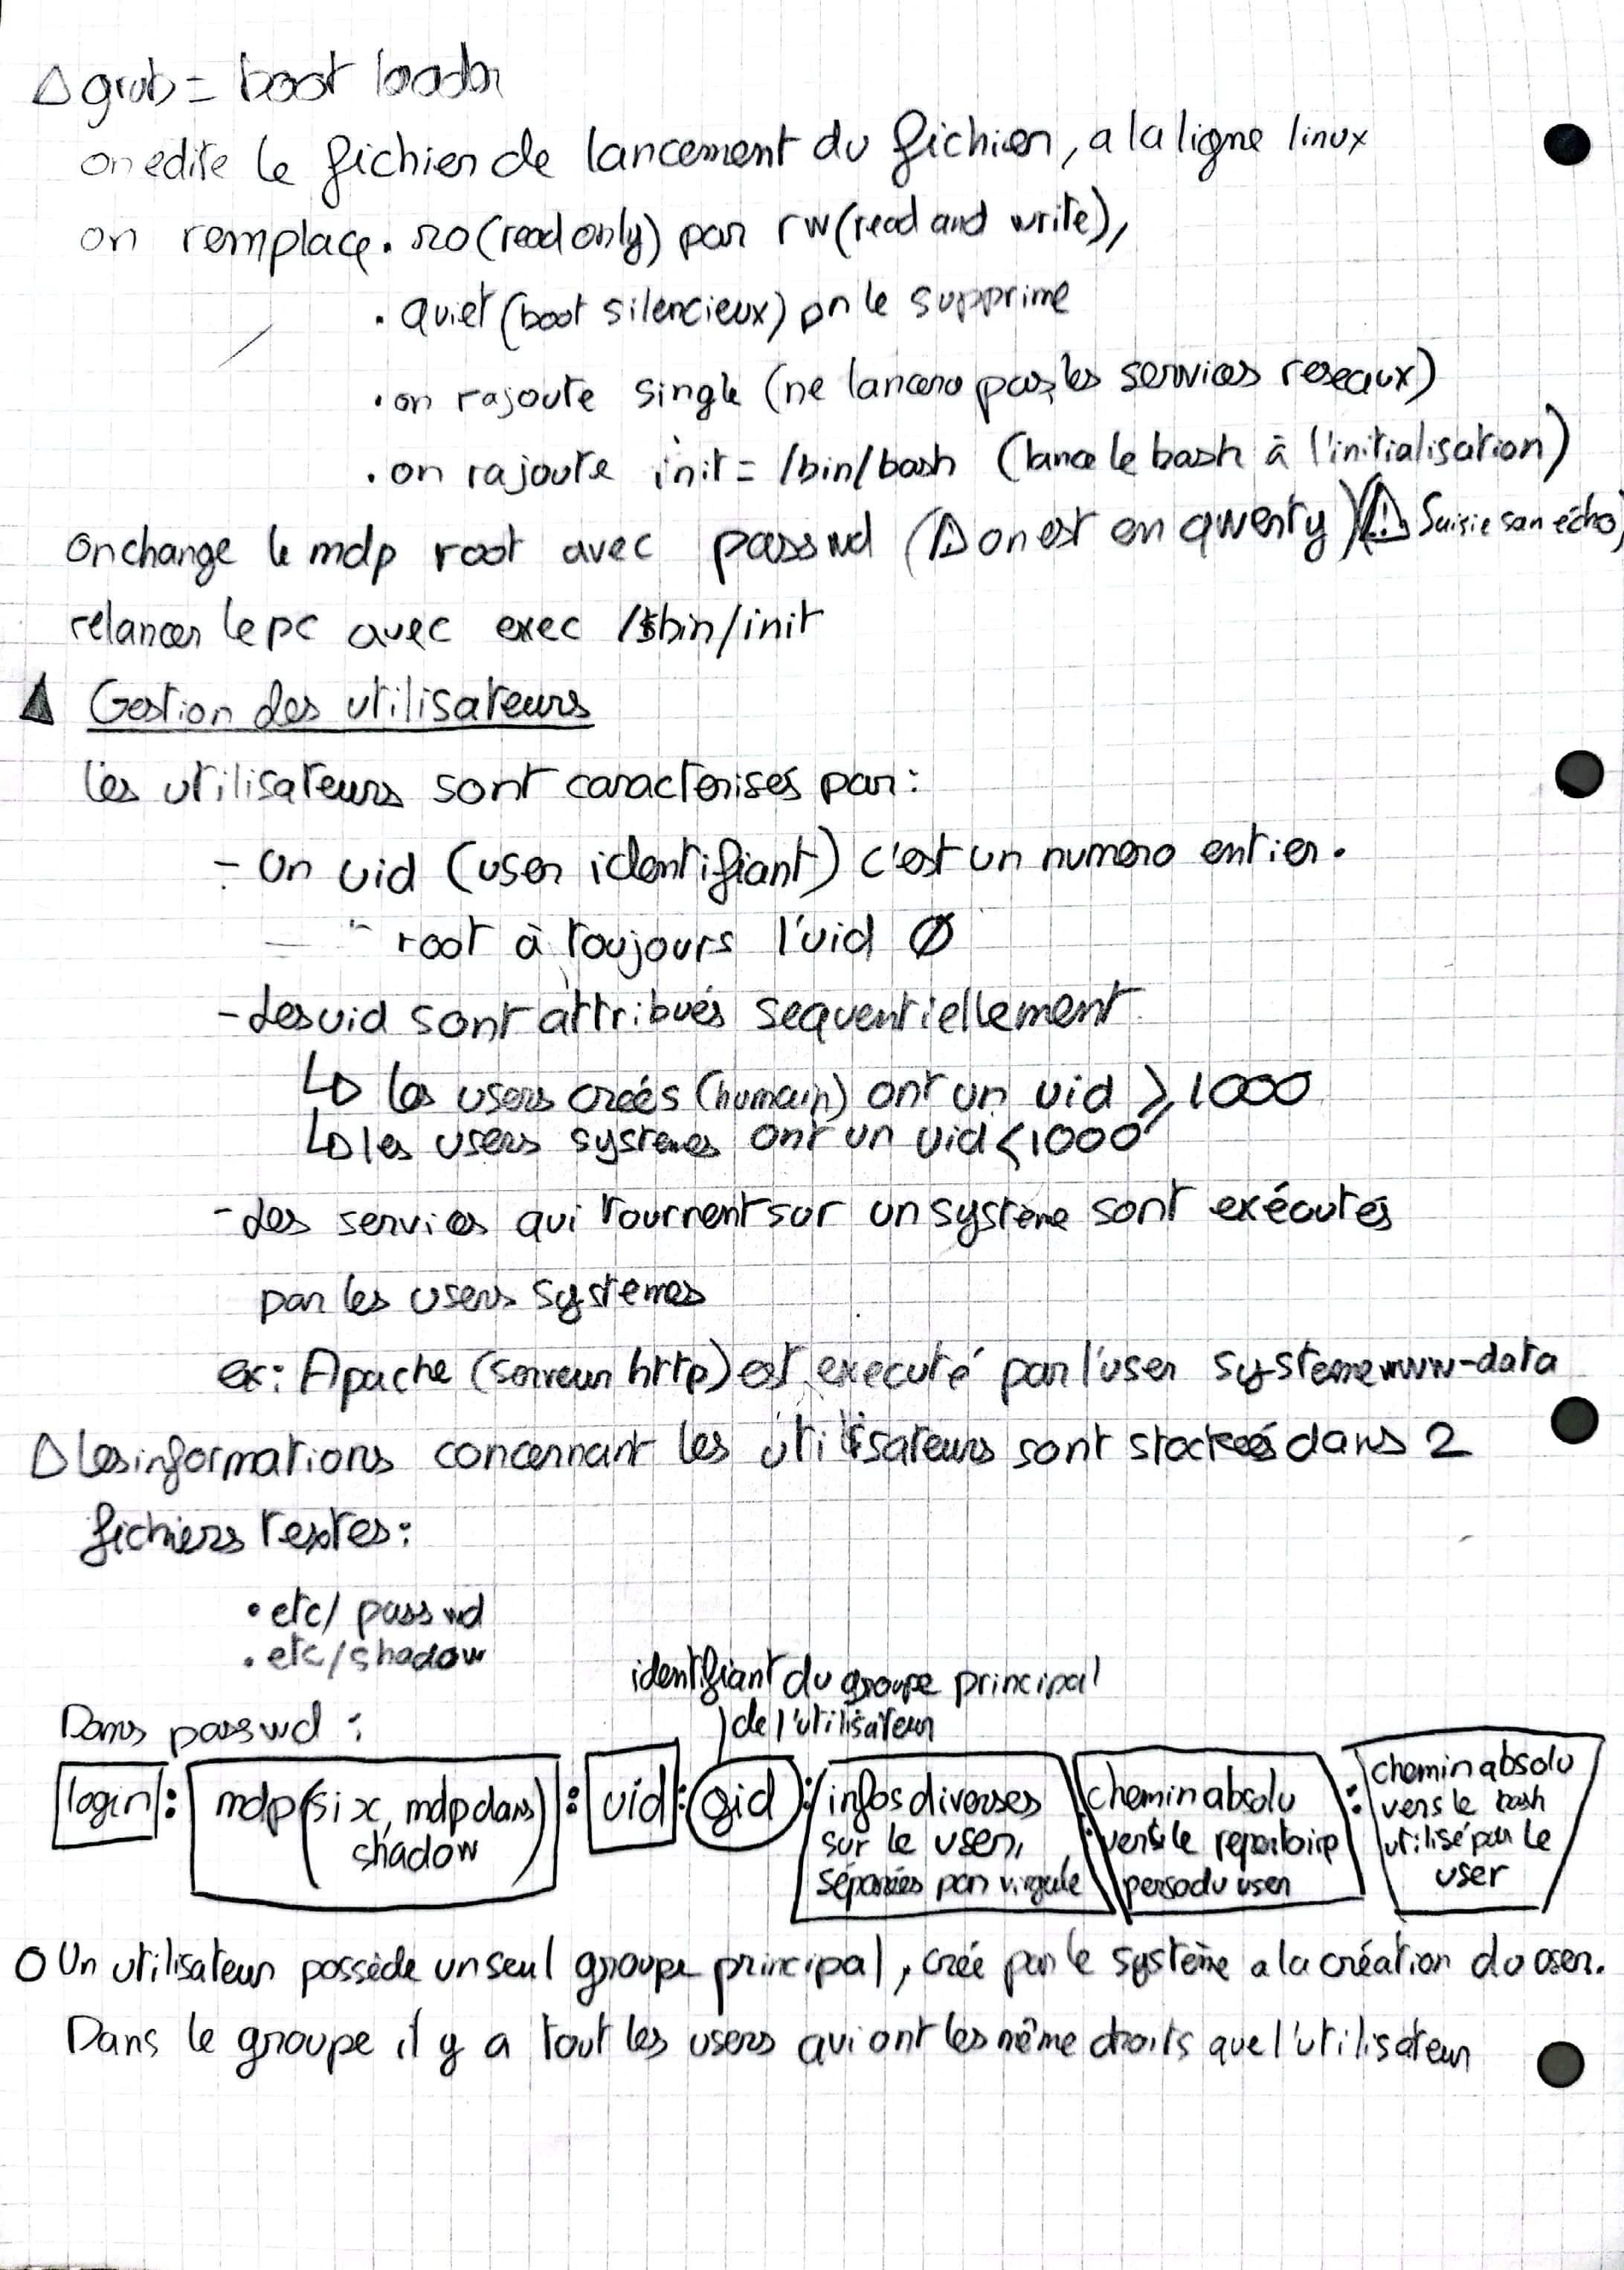 △ grub = boot loader
on edite le fichier de lancement du fichier, a la ligne linux
on remplace . ro (read only) par rw (read and write),
. quiet (boot silencieux) on le supprime
. on rajoute single (ne lancera pas les services reseaux)
. on rajoute init = /bin/bash (lance le bash à l'initialisation)
on change le mdp root avec passwd (⚠ on est en qwerty) (⚠ Saisie san écho)
relancer le pc avec exec /sbin/init
▲ Gestion des utilisateurs
les utilisateurs sont caracterisés par :
- Un uid (user identifiant) c'est un numero entier.
root à toujours l'uid Ø
- Les uid sont attribués sequentiellement
↳ les users créés (humain) ont un uid ⩾ 1000
↳ les users systemes ont un uid < 1000
- Les services qui tournent sur un système sont exécutés
par les users systemes
ex : Apache (serveur http) est executé par l'user systeme www-data
△ Les informations concernant les utilisateurs sont stockées dans 2
fichiers textes :
• etc/ passwd
. etc/shadow
identifiant du groupe principal
de l'utilisateur
Dans passwd :
login : mdp (si x, mdp dans shadow) : uid : gid : infos diverses sur le user, séparées par virgule : chemin absolu vers le repertoire perso du user : chemin absolu vers le bash utilisé par le user
O Un utilisateur possède un seul groupe principal, crée par le système a la création du user.
Dans le groupe il y a tout les users qui ont les même droits que l'utilisateur